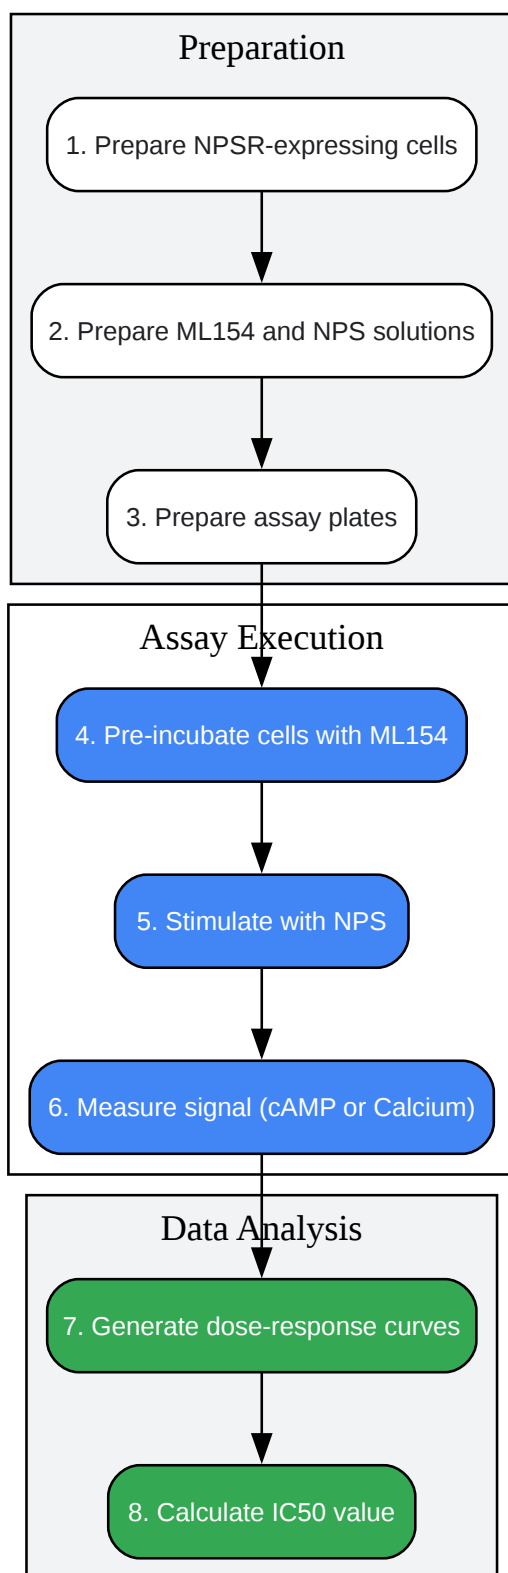 Preparation
1. Prepare NPSR-expressing cells
2. Prepare ML154 and NPS solutions
3. Prepare assay plates
Assay Execution
4. Pre-incubate cells with ML154
5. Stimulate with NPS
6. Measure signal (cAMP or Calcium)
Data Analysis
7. Generate dose-response curves
8. Calculate IC50 value